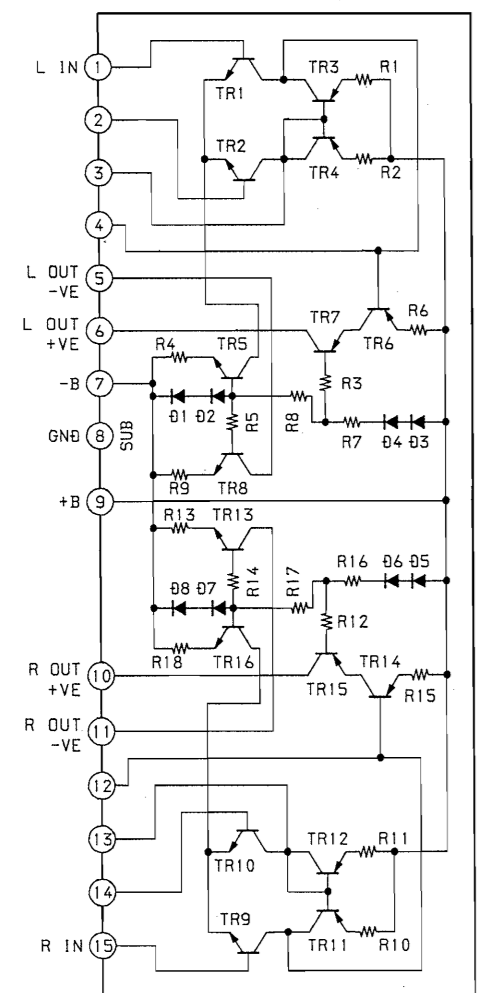 L IN 1
TR1
TR3 R1
2
TR2
3
TR4 R2
4
L OUT 5
-VE
L OUT 6
+VE
TR7 R6
TR6
R4 TR5
-B 7
R3
D1 D2 R5 R8 R7 D4 D3
GND 8 SUB
R9 TR8
+B 9
R13 TR13
R14 R17 R16 D6 D5
D8 D7
R12
R18 TR16
TR14
R OUT 10
+VE
TR15 R15
R OUT 11
-VE
12
13
TR12 R11
TR10
14
TR9
TR11 R10
R IN 15